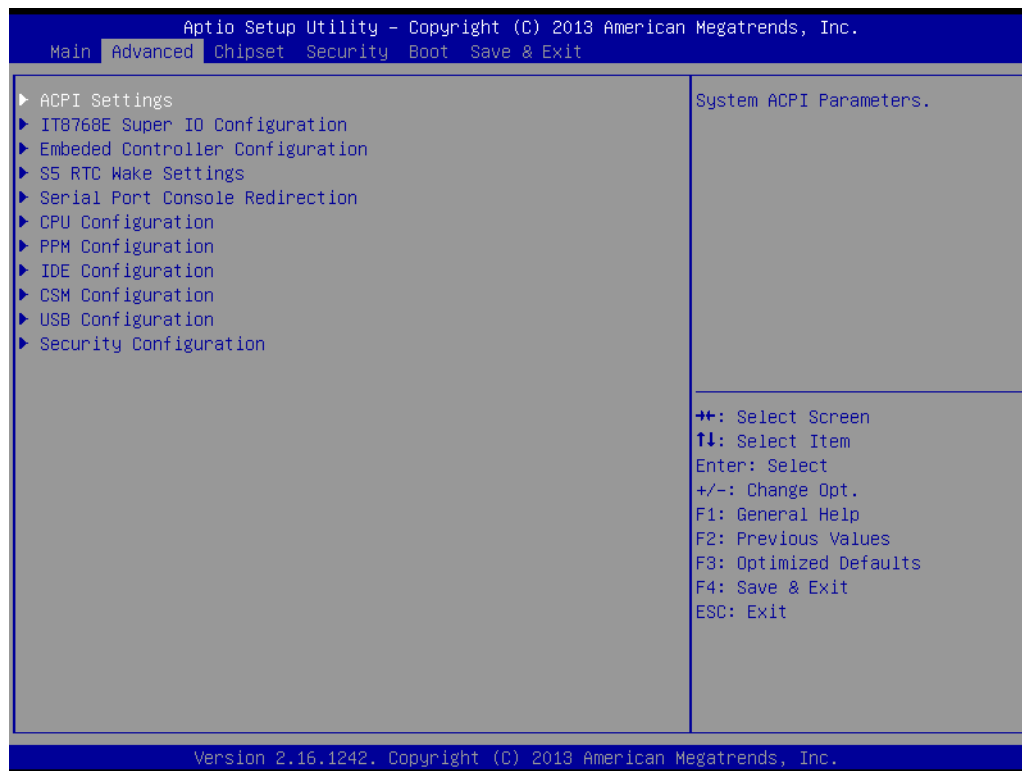 Aptio Setup Utility – Copyright (C) 2013 American Megatrends, Inc.
Main Advanced Chipset Security Boot Save & Exit
▶ ACPI Settings
▶ IT8768E Super IO Configuration
▶ Embeded Controller Configuration
▶ S5 RTC Wake Settings
▶ Serial Port Console Redirection
▶ CPU Configuration
▶ PPM Configuration
▶ IDE Configuration
▶ CSM Configuration
▶ USB Configuration
▶ Security Configuration
System ACPI Parameters.
→←: Select Screen
↑↓: Select Item
Enter: Select
+/-: Change Opt.
F1: General Help
F2: Previous Values
F3: Optimized Defaults
F4: Save & Exit
ESC: Exit
Version 2.16.1242. Copyright (C) 2013 American Megatrends, Inc.